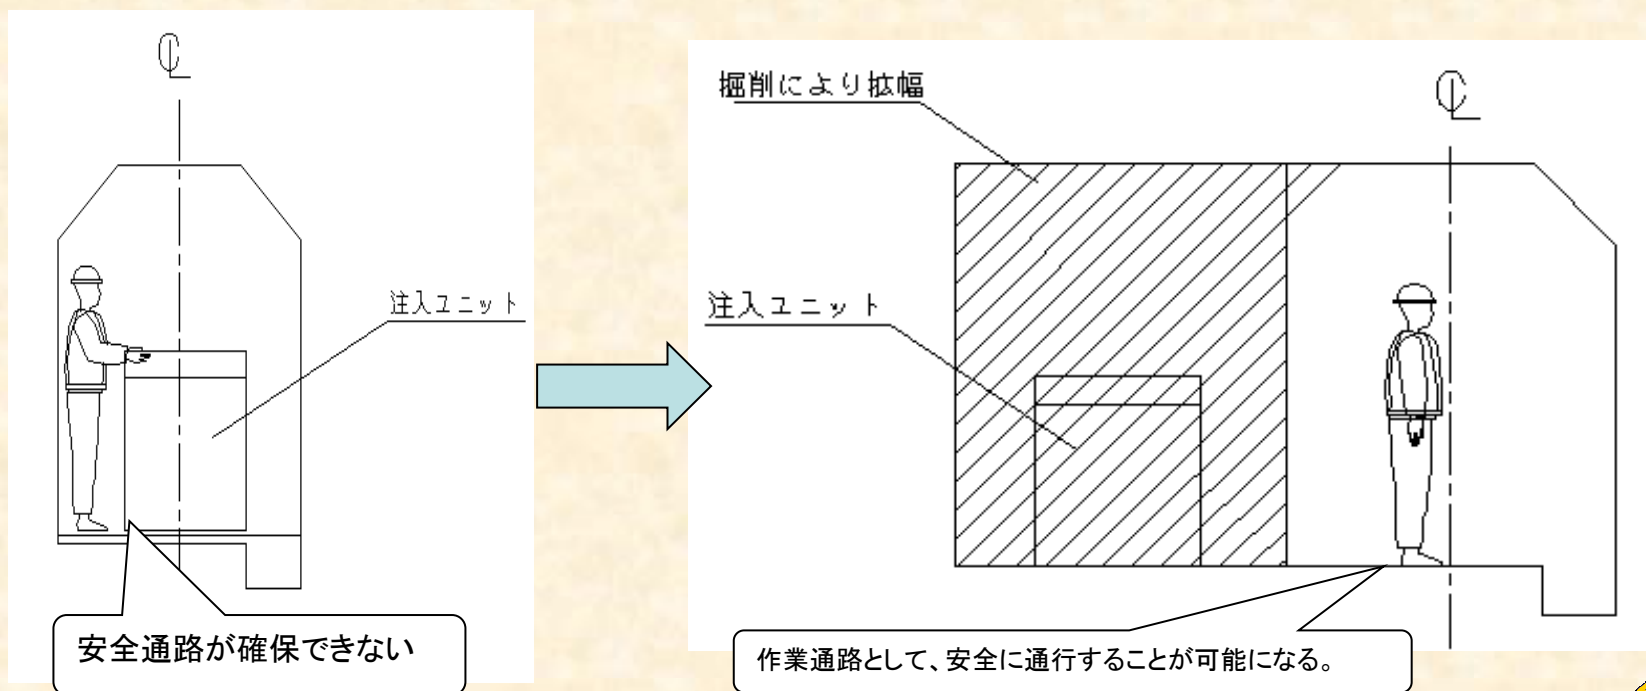 ℄
注入ユニット
安全通路が確保できない
掘削により拡幅
℄
注入ユニット
作業通路として、安全に通行することが可能になる。